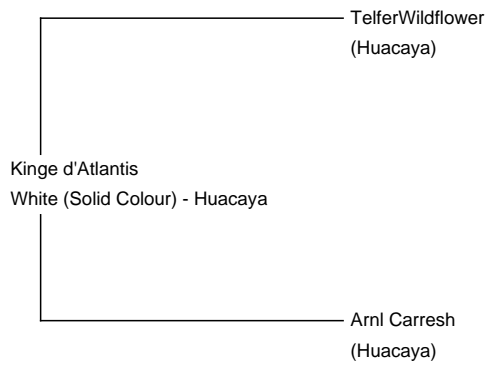 TelferWildflower
(Huacaya)
Kinge d'Atlantis
White (Solid Colour) - Huacaya
Arnl Carresh
(Huacaya)